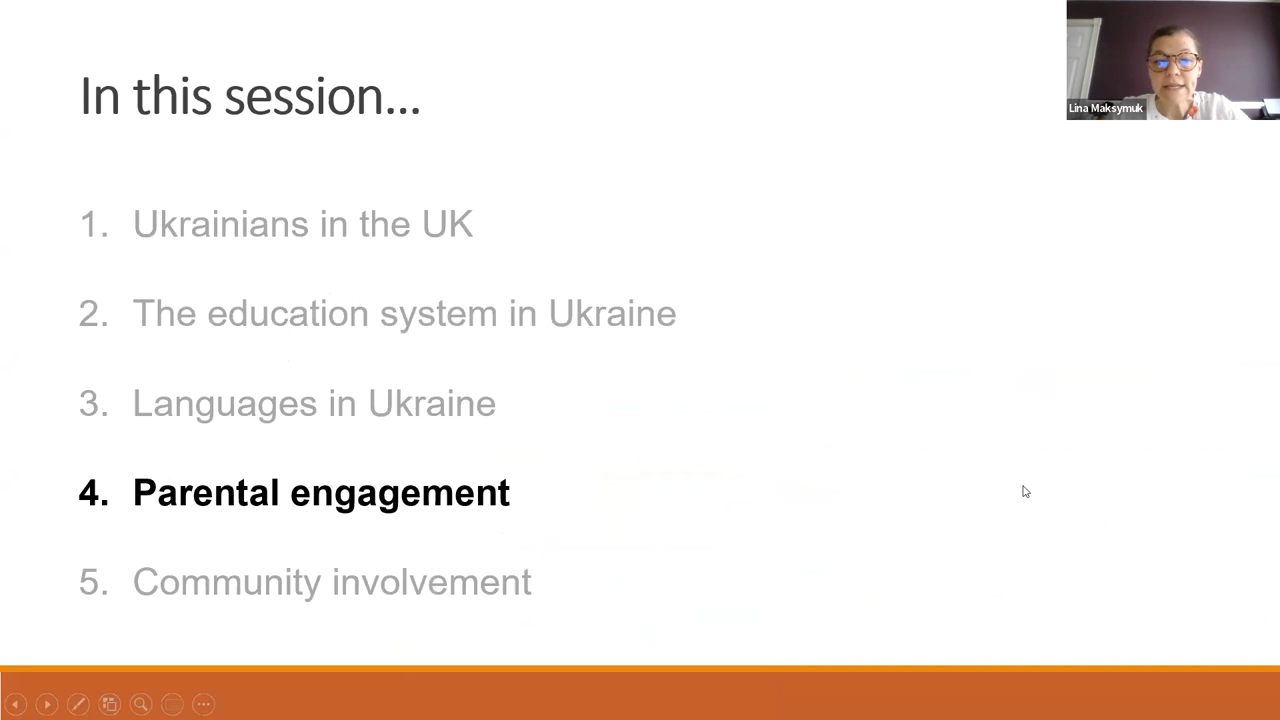 In this session...
Lina Maksymuk
1. Ukrainians in the UK
2. The education system in Ukraine
3. Languages in Ukraine
4. Parental engagement
5. Community involvement